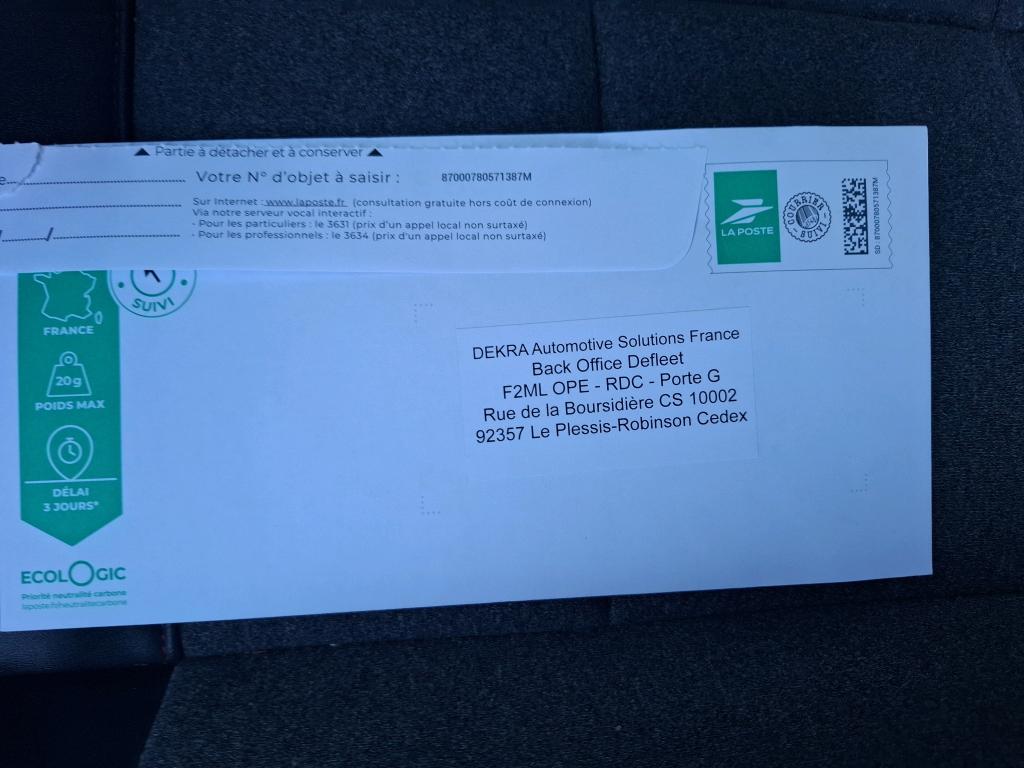 Partie à détacher et à conserver
Votre N° d'objet à saisir : 87000780571387M
Sur Internet : www.laposte.fr (consultation gratuite hors coût de connexion)
Via notre serveur vocal interactif :
- Pour les particuliers : le 3631 (prix d'un appel local non surtaxé)
- Pour les professionnels : le 3634 (prix d'un appel local non surtaxé)
LA POSTE
COURRIER
SUIVI
SD : 87000780571387M
SUIVI
FRANCE
20g
POIDS MAX
DÉLAI
3 JOURS*
ECOLOGIC
Priorité neutralité carbone
laposte.fr/neutralitecarbone
DEKRA Automotive Solutions France
Back Office Defleet
F2ML OPE - RDC - Porte G
Rue de la Boursidière CS 10002
92357 Le Plessis-Robinson Cedex